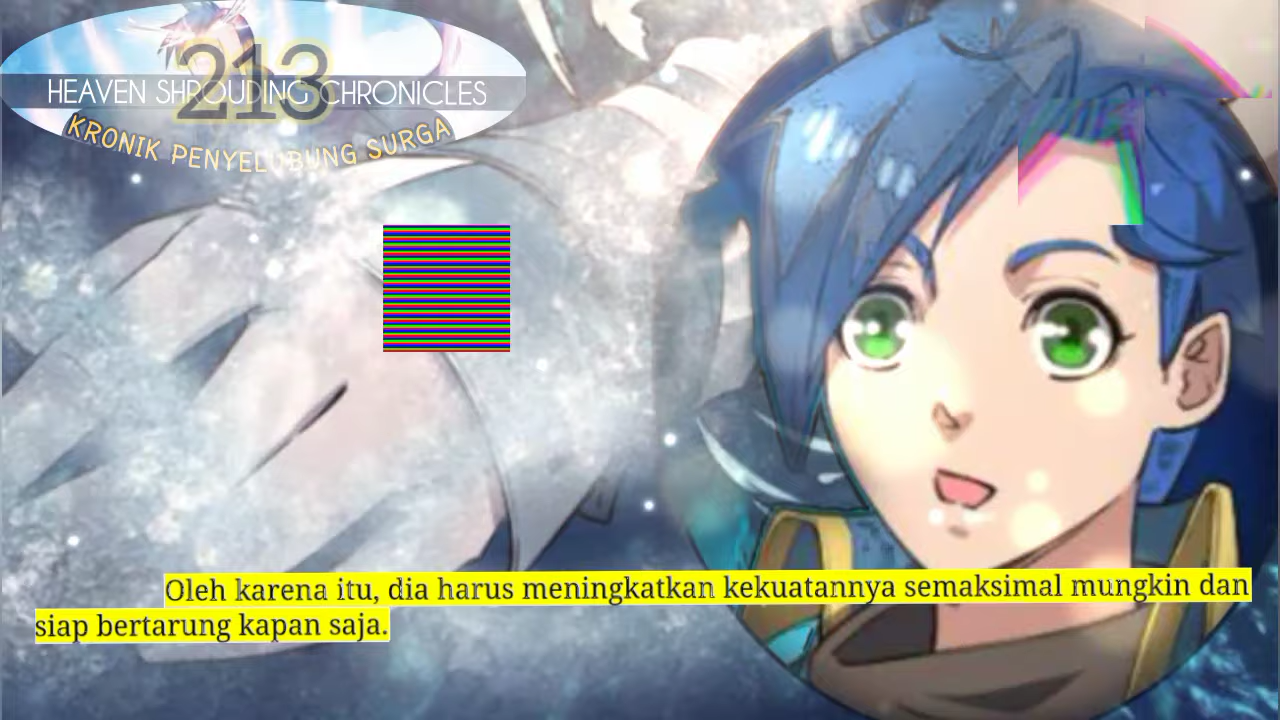 213
HEAVEN SHROUDING CHRONICLES
KRONIK PENYELUBUNG SURGA
Oleh karena itu, dia harus meningkatkan kekuatannya semaksimal mungkin dan
siap bertarung kapan saja.